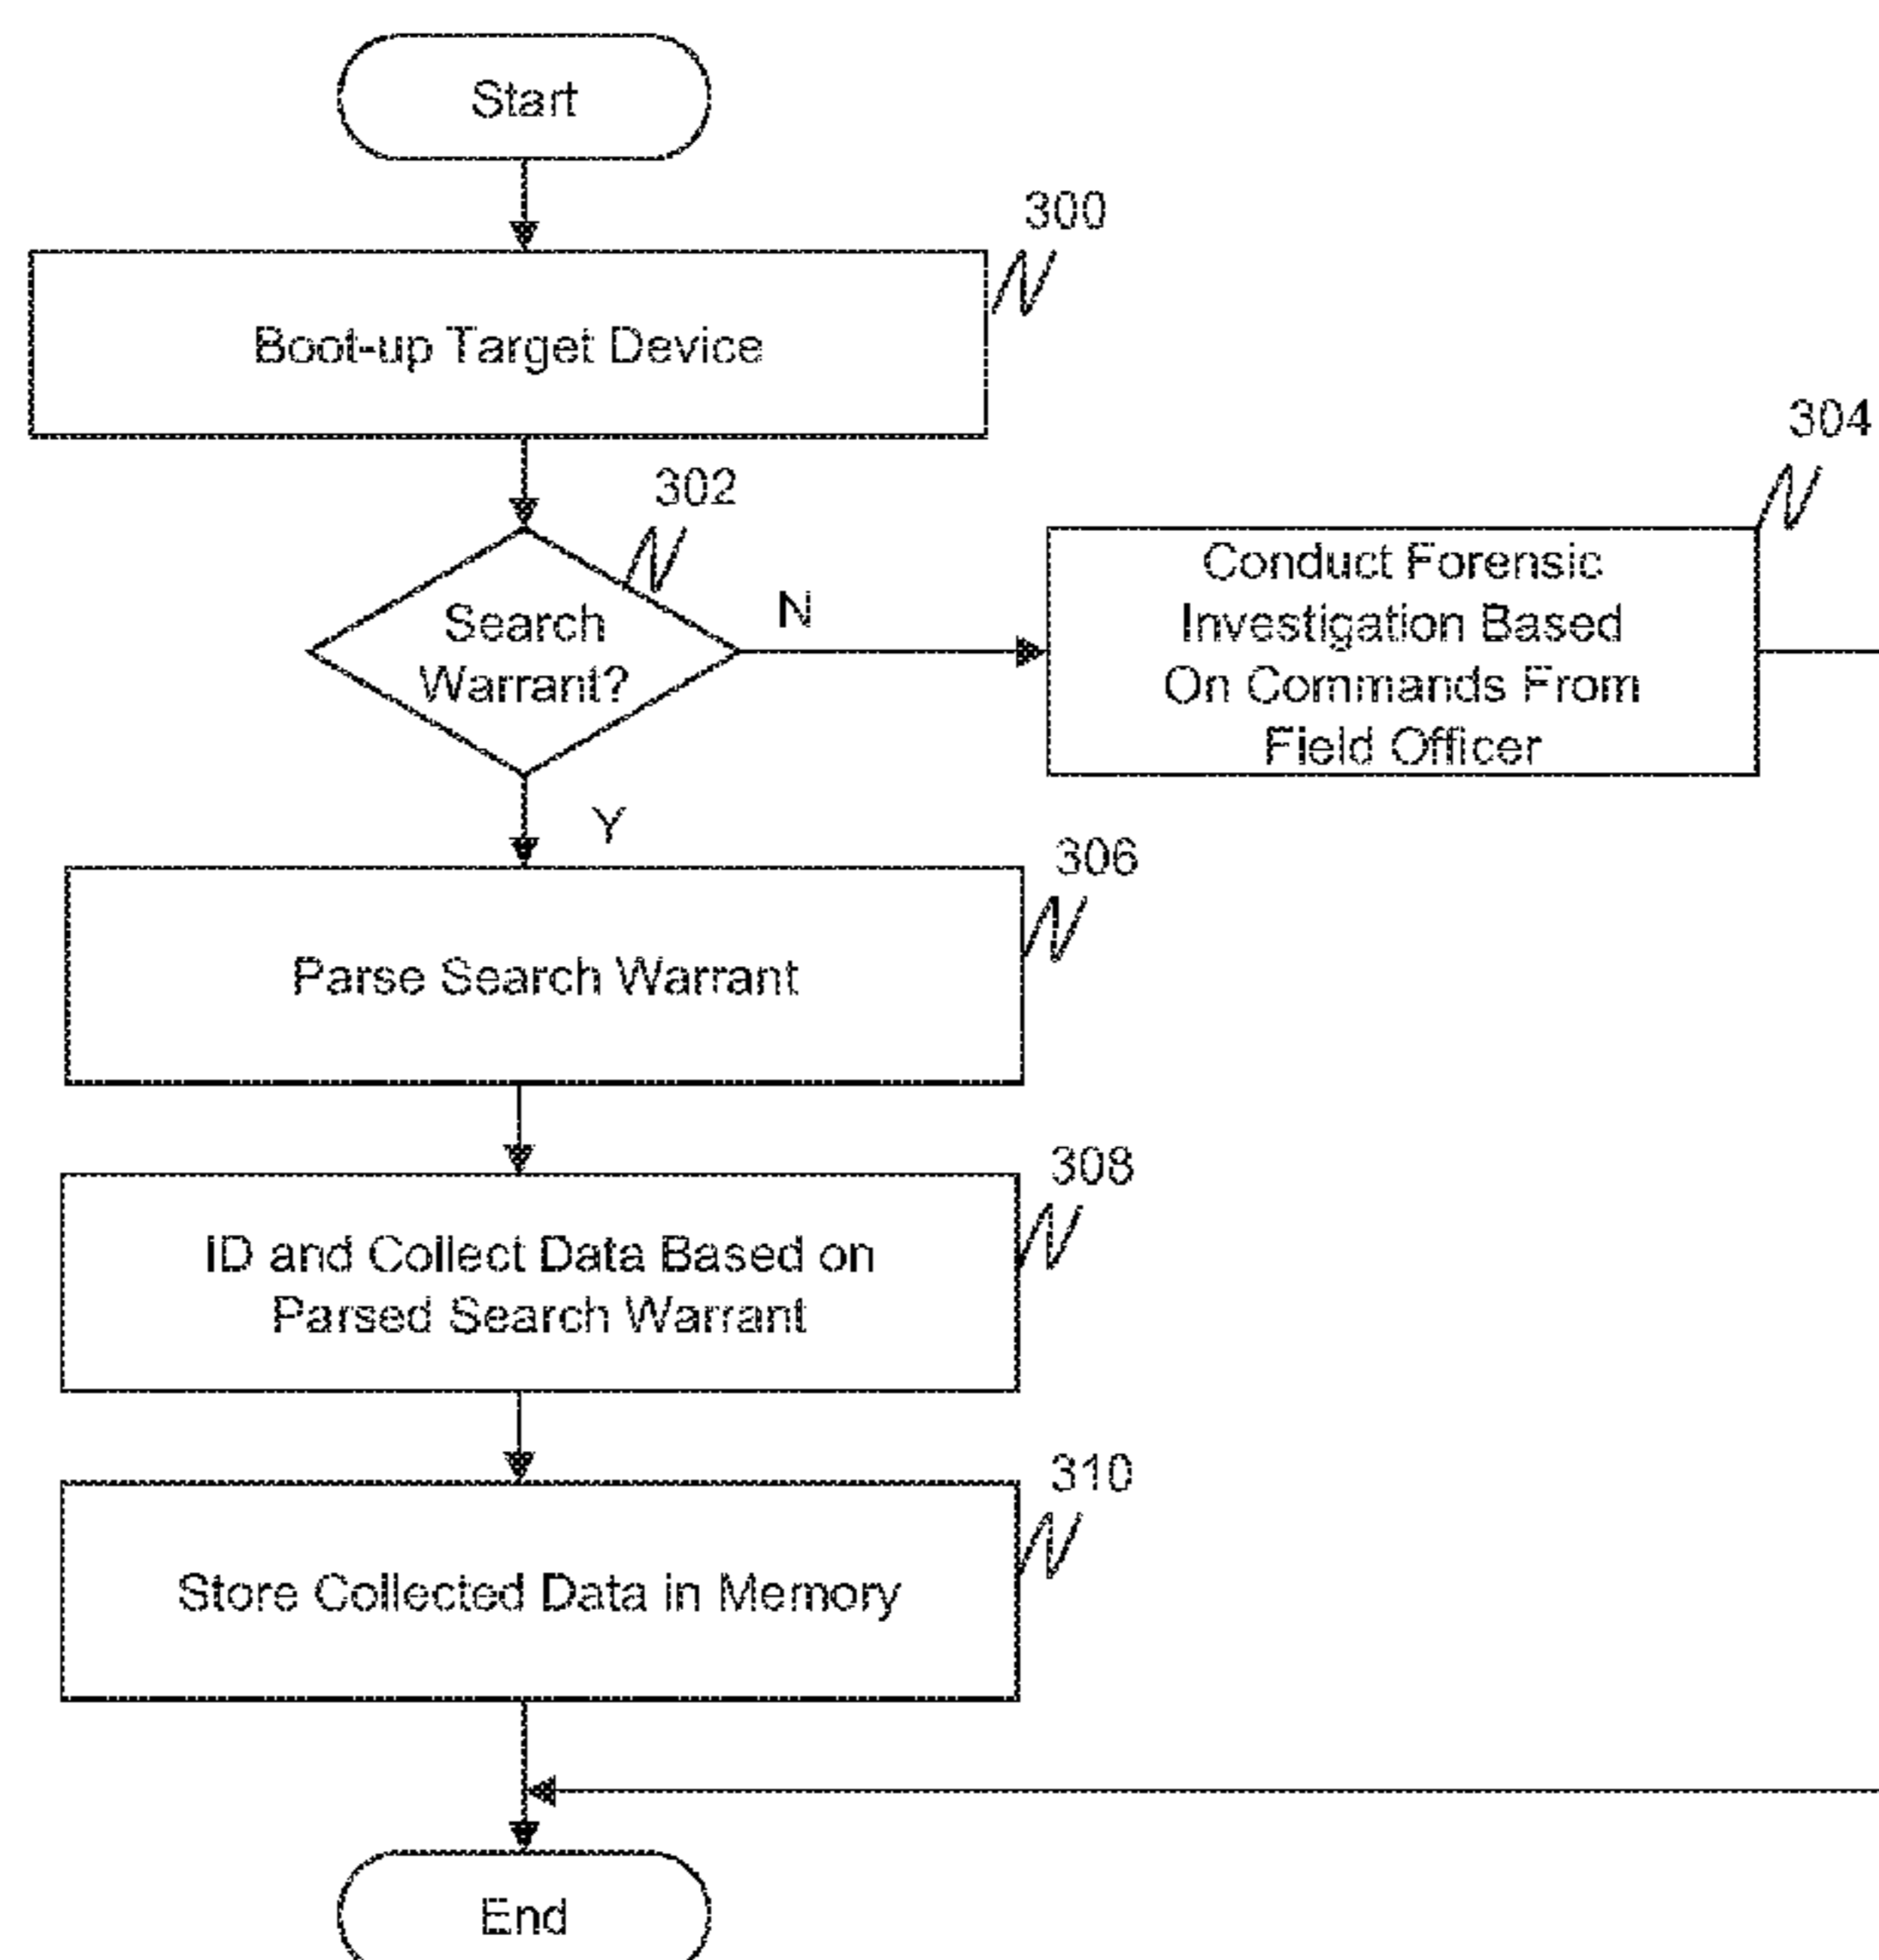 Start
300
Boot-up Target Device
302
304
Search
Warrant?
N
Conduct Forensic
Investigation Based
On Commands From
Field Officer
Y
306
Parse Search Warrant
308
ID and Collect Data Based on
Parsed Search Warrant
310
Store Collected Data in Memory
End